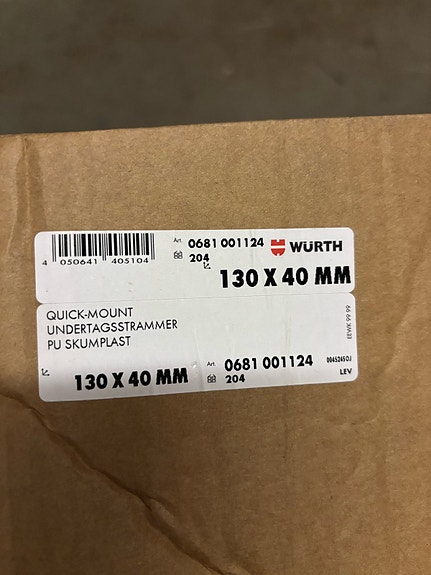 4 050641 405104
Art. 0681 001124 WÜRTH
204
130 X 40 MM
QUICK-MOUNT
UNDERTAGSSTRAMMER
PU SKUMPLAST
EEWK 99 99
130 X 40 MM
Art. 0681 001124
204
LEV